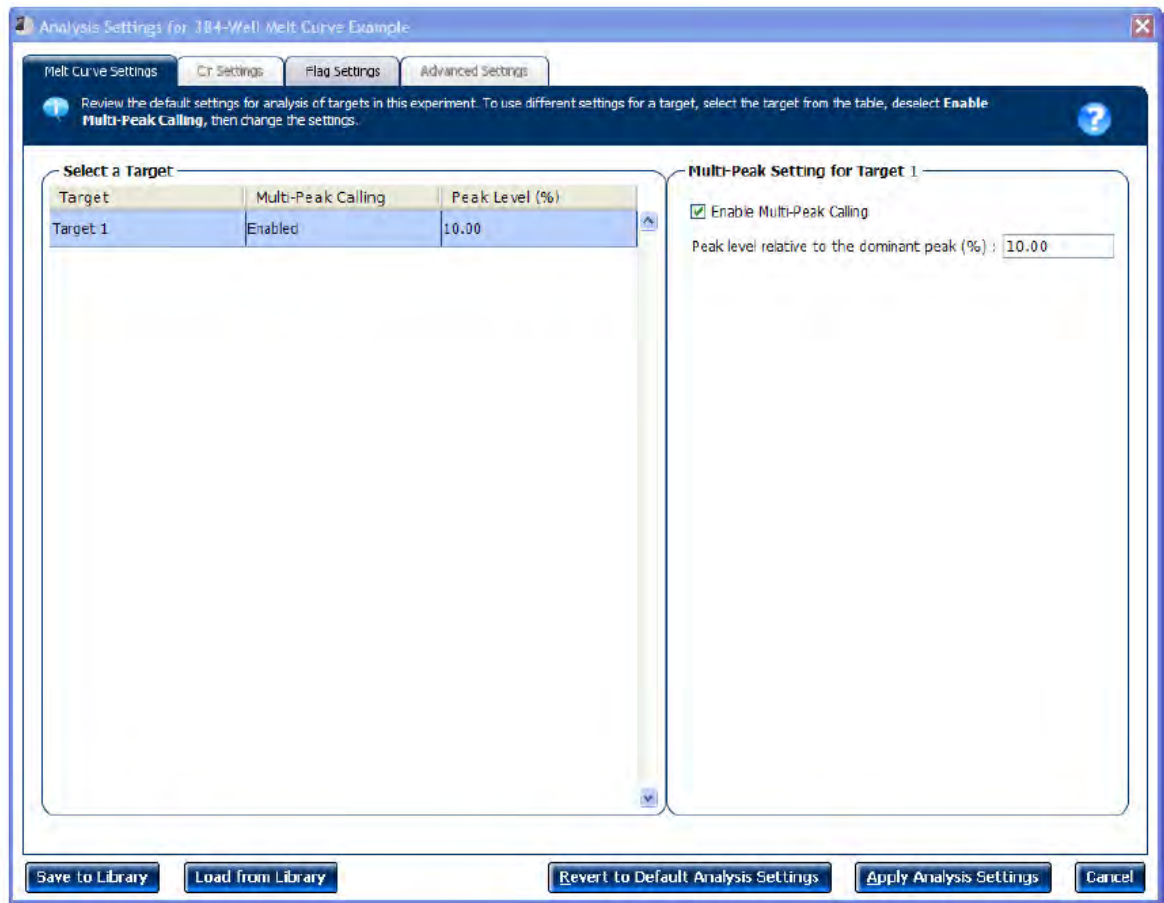 Analysis Settings for 384-Well Melt Curve Example
Melt Curve Settings
CT Settings
Flag Settings
Advanced Settings
Review the default settings for analysis of targets in this experiment. To use different settings for a target, select the target from the table, deselect Enable
Multi-Peak Calling, then change the settings.
?
Select a Target
Target Multi-Peak Calling Peak Level (%)
Target 1 Enabled 10.00
Multi-Peak Setting for Target 1
Enable Multi-Peak Calling
Peak level relative to the dominant peak (%) : 10.00
Save to Library
Load from Library
Revert to Default Analysis Settings
Apply Analysis Settings
Cancel